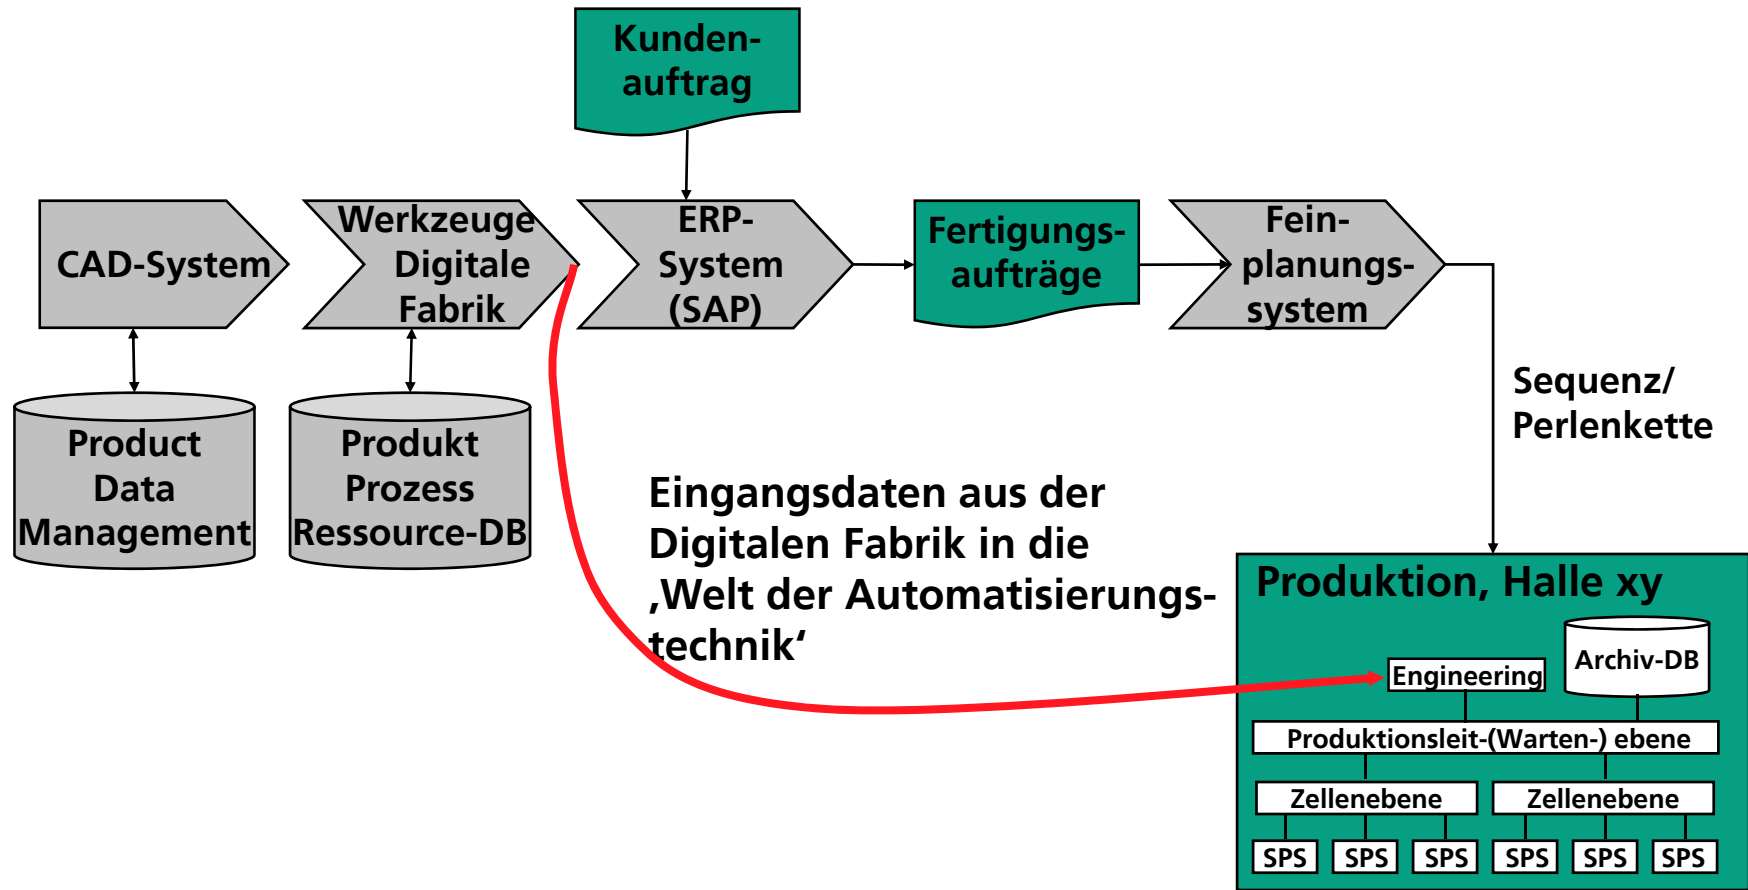 Kunden-
auftrag
CAD-System
Werkzeuge
Digitale
Fabrik
ERP-
System
(SAP)
Fertigungs-
aufträge
Fein-
planungs-
system
Product
Data
Management
Produkt
Prozess
Ressource-DB
Sequenz/
Perlenkette
Eingangsdaten aus der
Digitalen Fabrik in die
‚Welt der Automatisierungs-
technik‘
Produktion, Halle xy
Engineering
Archiv-DB
Produktionsleit-(Warten-) ebene
Zellenebene
Zellenebene
SPS
SPS
SPS
SPS
SPS
SPS